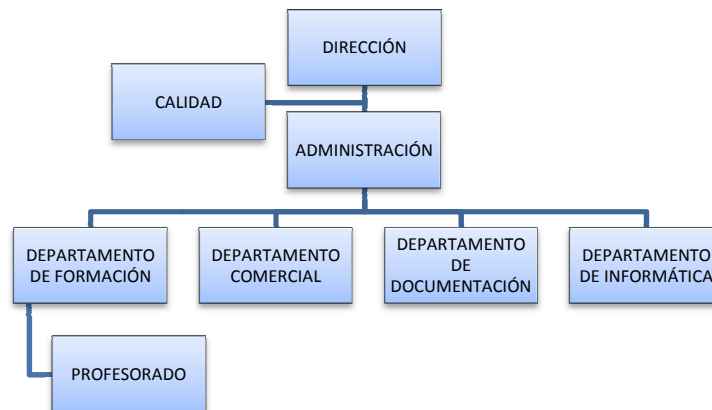 DIRECCIÓN
CALIDAD
ADMINISTRACIÓN
DEPARTAMENTO
DE FORMACIÓN
DEPARTAMENTO
COMERCIAL
DEPARTAMENTO
DE
DOCUMENTACIÓN
DEPARTAMENTO
DE INFORMÁTICA
PROFESORADO